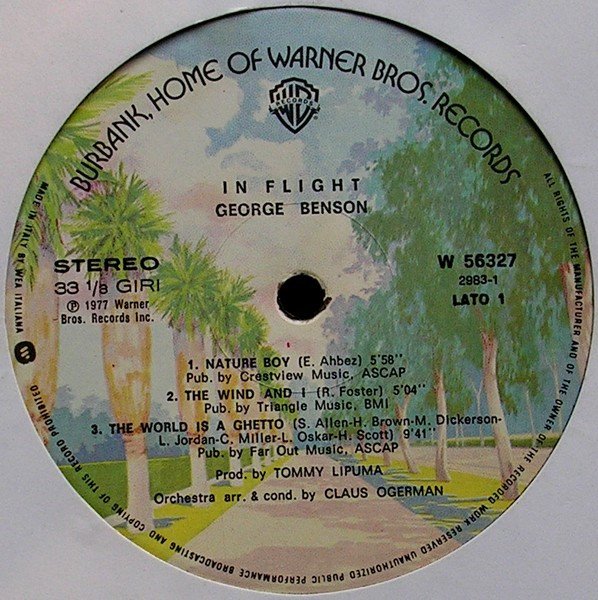 BURBANK, HOME OF WARNER BROS. RECORDS
W
RECORDS
IN FLIGHT
GEORGE BENSON
STEREO
33 1/3 GIRI
℗ 1977 Warner
Bros. Records Inc.
W 56327
2983-1
LATO 1
1. NATURE BOY (E. Ahbez) 5'58''
Pub. by Crestview Music, ASCAP
2. THE WIND AND I (R. Foster) 5'04''
Pub. by Triangle Music, BMI
3. THE WORLD IS A GHETTO (S. Allen-H. Brown-M. Dickerson-
L. Jordan-C. Miller-L. Oskar-H. Scott) 9'41''
Pub. by Far Out Music, ASCAP
Prod. by TOMMY LIPUMA
Orchestra arr. & cond. by CLAUS OGERMAN
MADE IN ITALY BY WEA ITALIANA
ALL RIGHTS OF THE MANUFACTURER AND OF THE OWNER OF THE RECORDED WORK RESERVED UNAUTHORIZED PUBLIC PERFORMANCE BROADCASTING AND COPYING OF THIS RECORD PROHIBITED